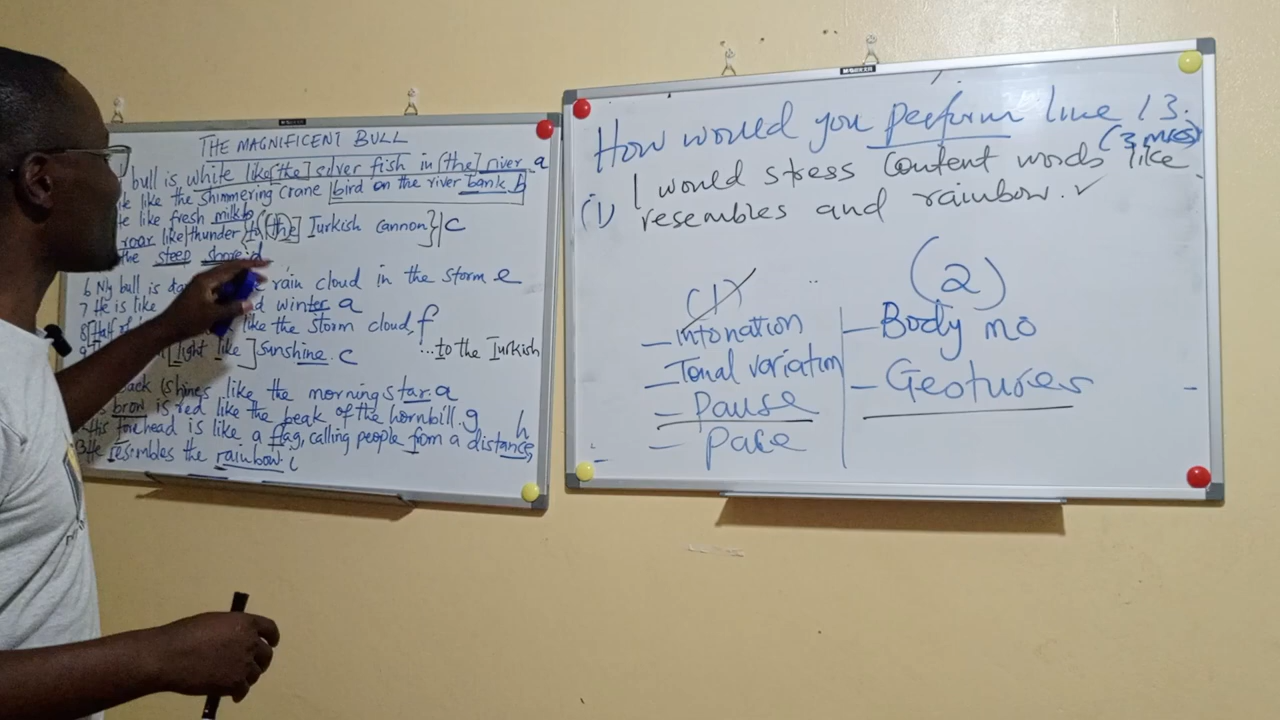 THE MAGNIFICENT BULL
bull is white like [the] silver fish in [the] river a
like the shimmering crane bird on the river bank b
like fresh milk b
roar like thunder to [the] Turkish cannon} c
the steep shore d
6 My bull is rain cloud in the storm e
7 He is like winter a
8 Half of like the storm cloud, f
[light like] sunshine. c
...to the Turkish
back shines like the morning star. a
brow is red like the beak of the hornbill. g
His forehead is like a flag, calling people from a distance, h
13 He resembles the rainbow. i
How would you perform line 13.
(3 mks)
(i) I would stress content words like
resembles and rainbow. ✓
(1)
- intonation
- Tonal variation
- Pause
- Pace
(2)
- Body mo
- Gestures